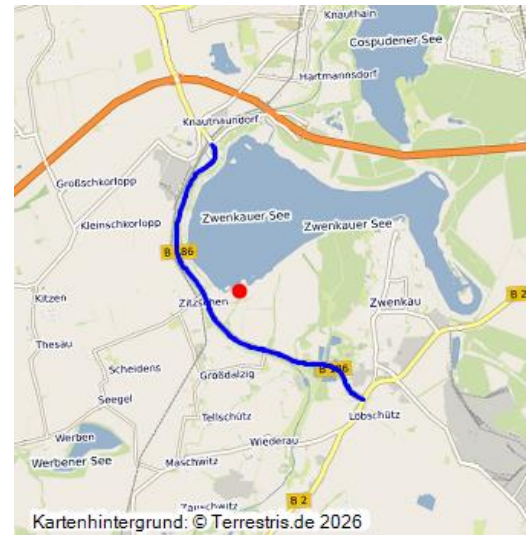 Knauthain
Cospudener See
Hartmannsdorf
Knautnaundorf
Großschkorlopp
Kleinschkorlopp
Zwenkauer See
Zwenkauer See
B 186
Kitzen
Zitzschen
B 2
Zwenkau
Thesau
Scheidens
Großdalzig
B 186
Seegel
Tellschütz
Löbschütz
Werben
Wiederau
Werbener See
Maschwitz
B 2
Zauschwitz
Kartenhintergrund: © Terrestris.de 2026